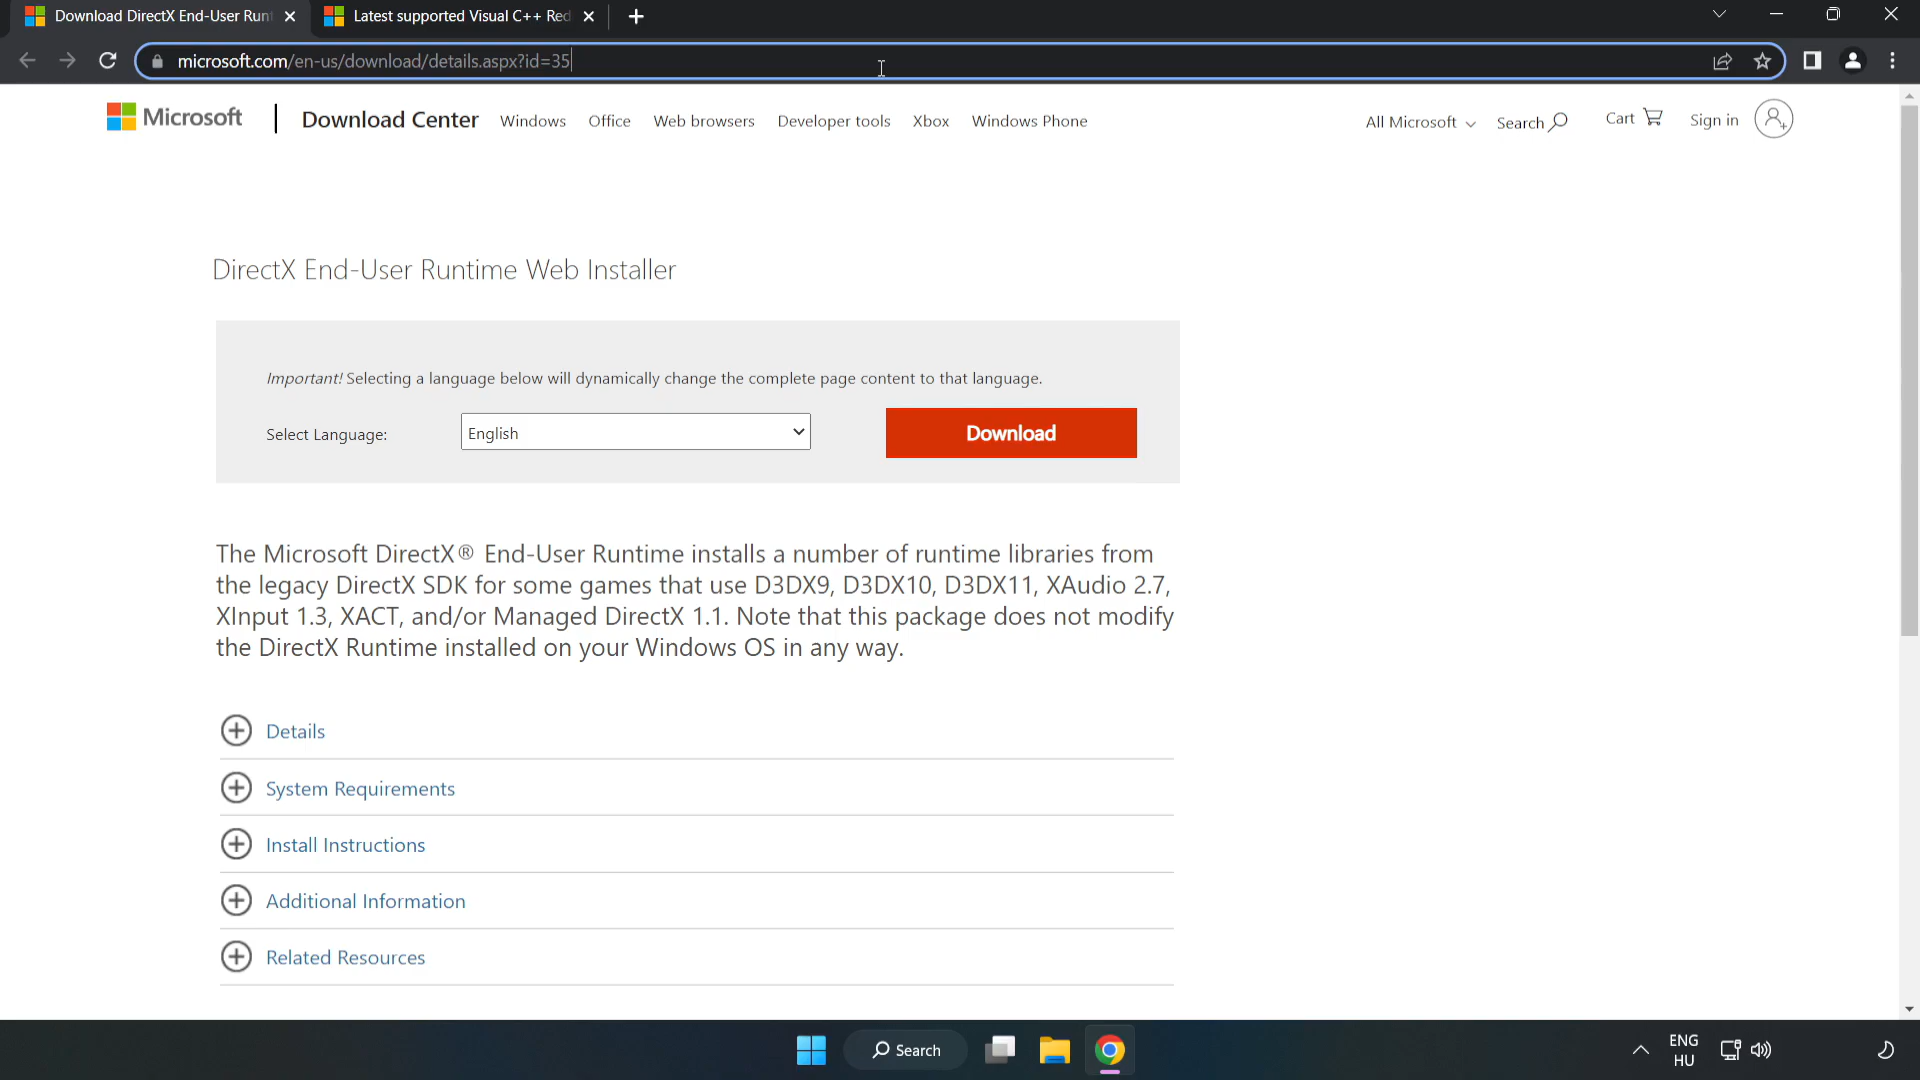 Download DirectX End-User Runt
Latest supported Visual C++ Red
microsoft.com/en-us/download/details.aspx?id=35
Microsoft
Download Center
Windows
Office
Web browsers
Developer tools
Xbox
Windows Phone
All Microsoft
Search
Cart
Sign in
DirectX End-User Runtime Web Installer
Important! Selecting a language below will dynamically change the complete page content to that language.
Select Language:
English
Download
The Microsoft DirectX® End-User Runtime installs a number of runtime libraries from
the legacy DirectX SDK for some games that use D3DX9, D3DX10, D3DX11, XAudio 2.7,
XInput 1.3, XACT, and/or Managed DirectX 1.1. Note that this package does not modify
the DirectX Runtime installed on your Windows OS in any way.
Details
System Requirements
Install Instructions
Additional Information
Related Resources
Search
ENG
HU